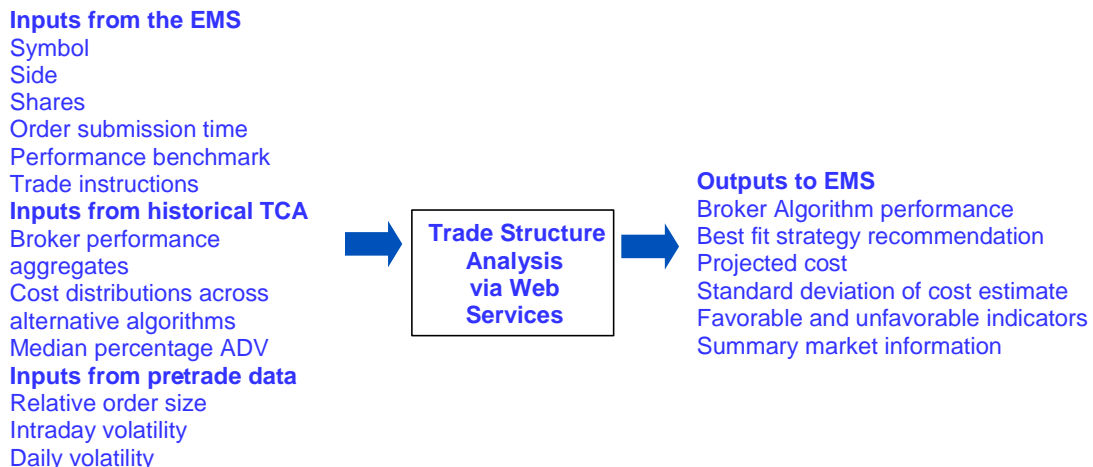 Inputs from the EMS
Symbol
Side
Shares
Order submission time
Performance benchmark
Trade instructions
Inputs from historical TCA
Broker performance
aggregates
Cost distributions across
alternative algorithms
Median percentage ADV
Inputs from pretrade data
Relative order size
Intraday volatility
Daily volatility
Trade Structure
Analysis
via Web
Services
Outputs to EMS
Broker Algorithm performance
Best fit strategy recommendation
Projected cost
Standard deviation of cost estimate
Favorable and unfavorable indicators
Summary market information